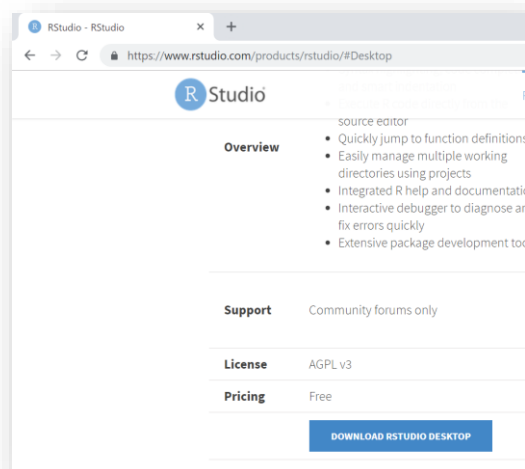 R RStudio - RStudio × +
https://www.rstudio.com/products/rstudio/#Desktop
R Studio
source editor
Overview
Quickly jump to function definitions
Easily manage multiple working
directories using projects
Integrated R help and documentati
Interactive debugger to diagnose an
fix errors quickly
Extensive package development too
Support Community forums only
License AGPL v3
Pricing Free
DOWNLOAD RSTUDIO DESKTOP